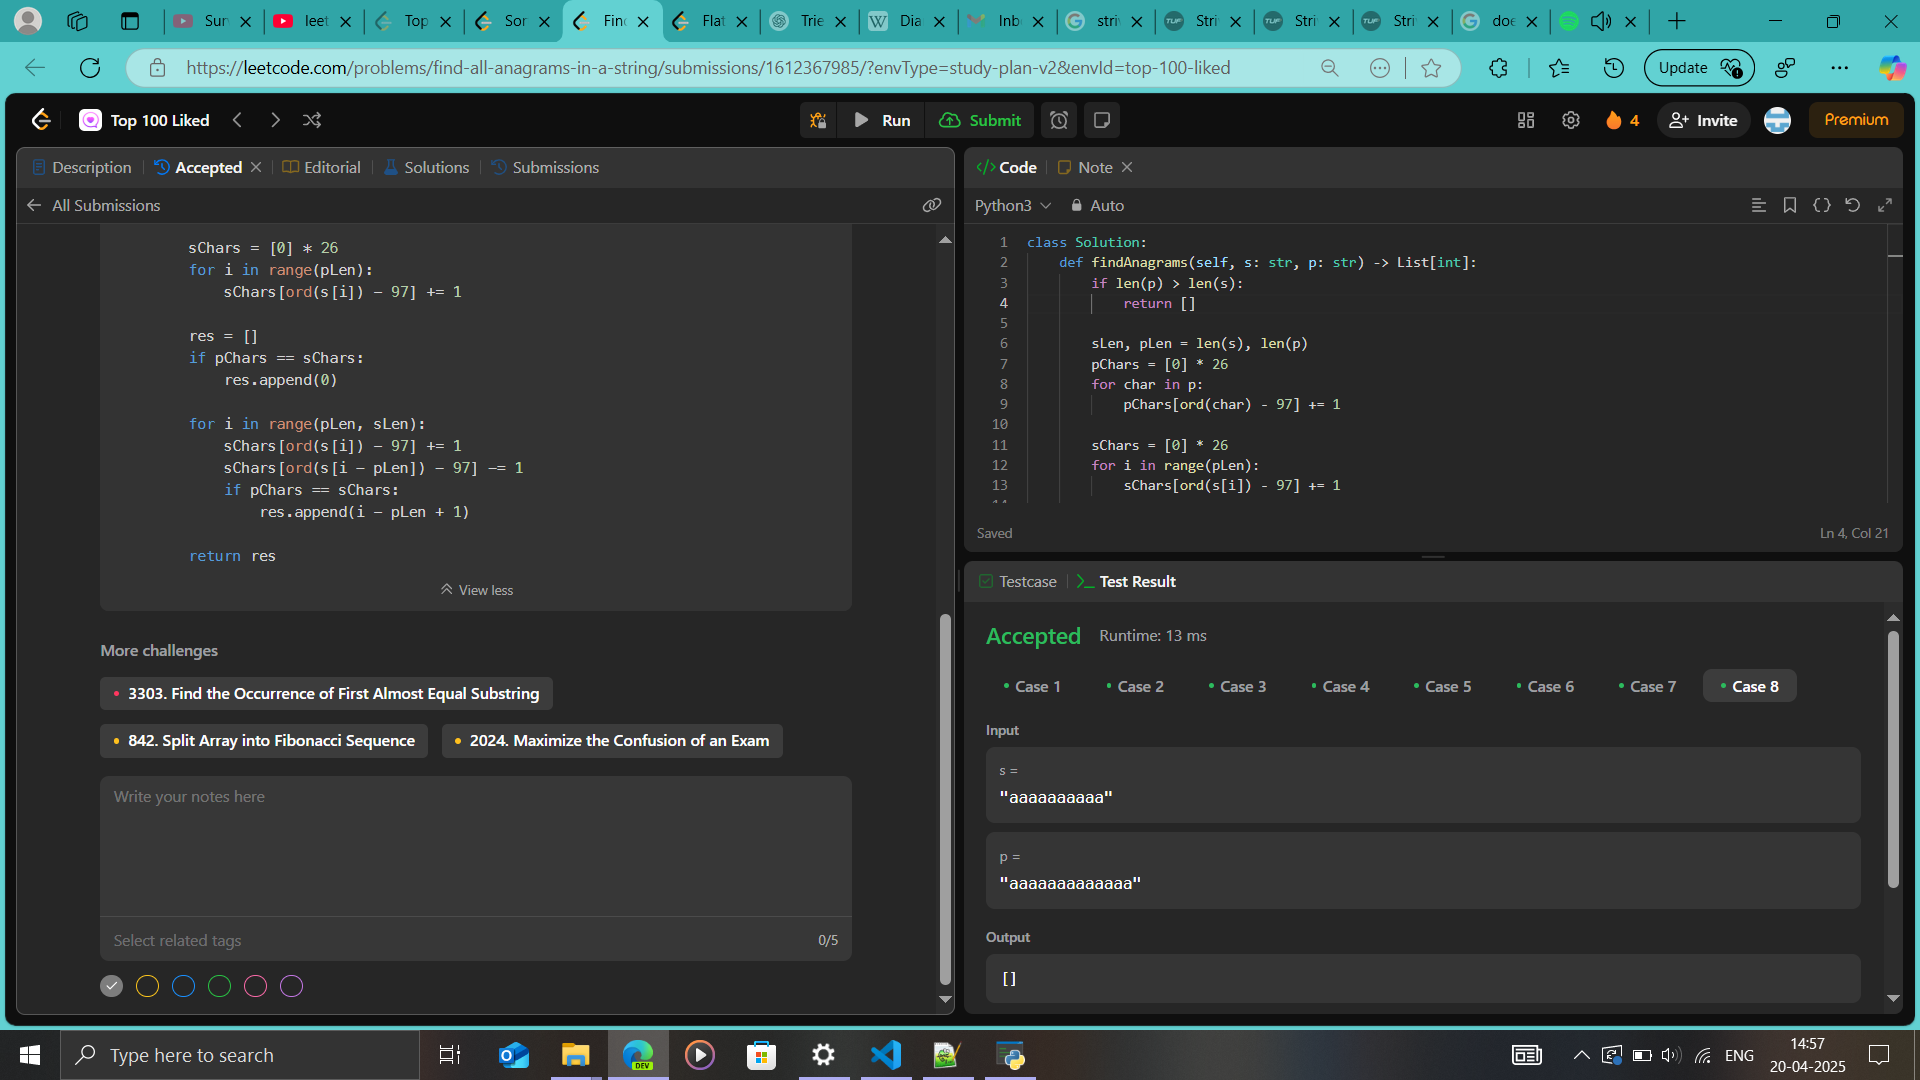 Sur
leet
Top
Sor
Find
Flat
Trie
Dia
Inb
stri
Stri
Stri
Stri
doe
https://leetcode.com/problems/find-all-anagrams-in-a-string/submissions/1612367985/?envType=study-plan-v2&envId=top-100-liked
Update
Top 100 Liked
Run
Submit
4
Invite
Premium
Description
Accepted
Editorial
Solutions
Submissions
All Submissions
sChars = [0] * 26
for i in range(pLen):
sChars[ord(s[i]) - 97] += 1
res = []
if pChars == sChars:
res.append(0)
for i in range(pLen, sLen):
sChars[ord(s[i]) - 97] += 1
sChars[ord(s[i - pLen]) - 97] -= 1
if pChars == sChars:
res.append(i - pLen + 1)
return res
View less
More challenges
3303. Find the Occurrence of First Almost Equal Substring
842. Split Array into Fibonacci Sequence
2024. Maximize the Confusion of an Exam
Write your notes here
Select related tags
0/5
</> Code
Note
Python3
Auto
1 class Solution:
2 def findAnagrams(self, s: str, p: str) -> List[int]:
3 if len(p) > len(s):
4 return []
5
6 sLen, pLen = len(s), len(p)
7 pChars = [0] * 26
8 for char in p:
9 pChars[ord(char) - 97] += 1
10
11 sChars = [0] * 26
12 for i in range(pLen):
13 sChars[ord(s[i]) - 97] += 1
Saved
Ln 4, Col 21
Testcase
Test Result
Accepted
Runtime: 13 ms
Case 1
Case 2
Case 3
Case 4
Case 5
Case 6
Case 7
Case 8
Input
s =
"aaaaaaaaaa"
p =
"aaaaaaaaaaaaa"
Output
[]
Type here to search
DEV
ENG
14:57
20-04-2025